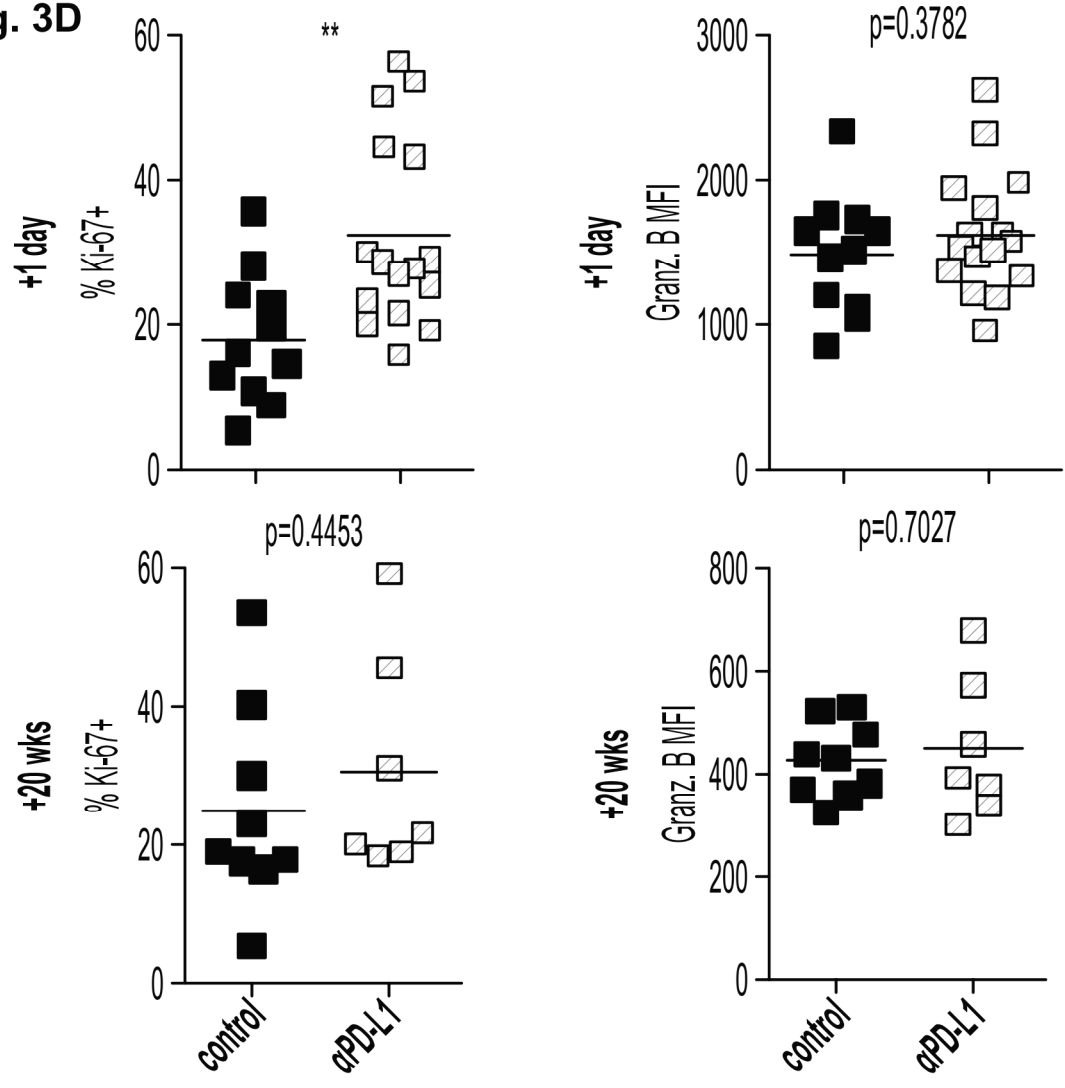 g. 3D
**
p=0.3782
60
40
20
0
+1 day
% Ki-67+
3000
2000
1000
0
+1 day
Granz. B MFI
p=0.4453
p=0.7027
60
40
20
0
+20 wks
% Ki-67+
control
αPD-L1
800
600
400
200
0
+20 wks
Granz. B MFI
control
αPD-L1